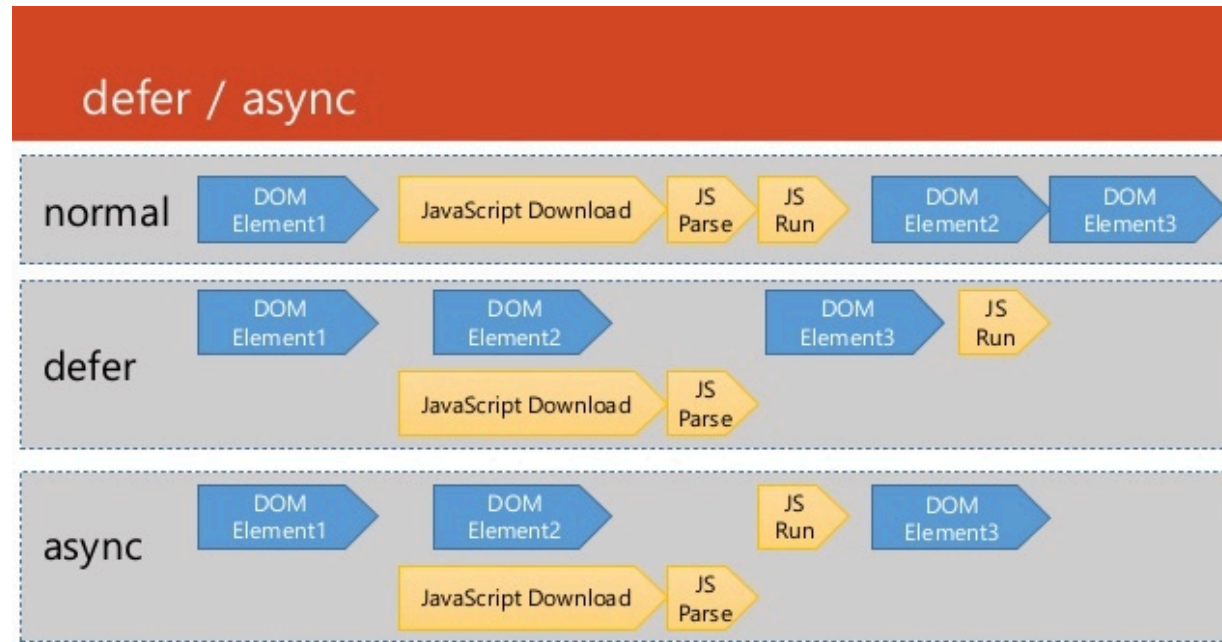 defer / async
normal
DOM
Element1
JavaScript Download
JS
Parse
JS
Run
DOM
Element2
DOM
Element3
defer
DOM
Element1
DOM
Element2
DOM
Element3
JS
Run
JavaScript Download
JS
Parse
async
DOM
Element1
DOM
Element2
JS
Run
DOM
Element3
JavaScript Download
JS
Parse